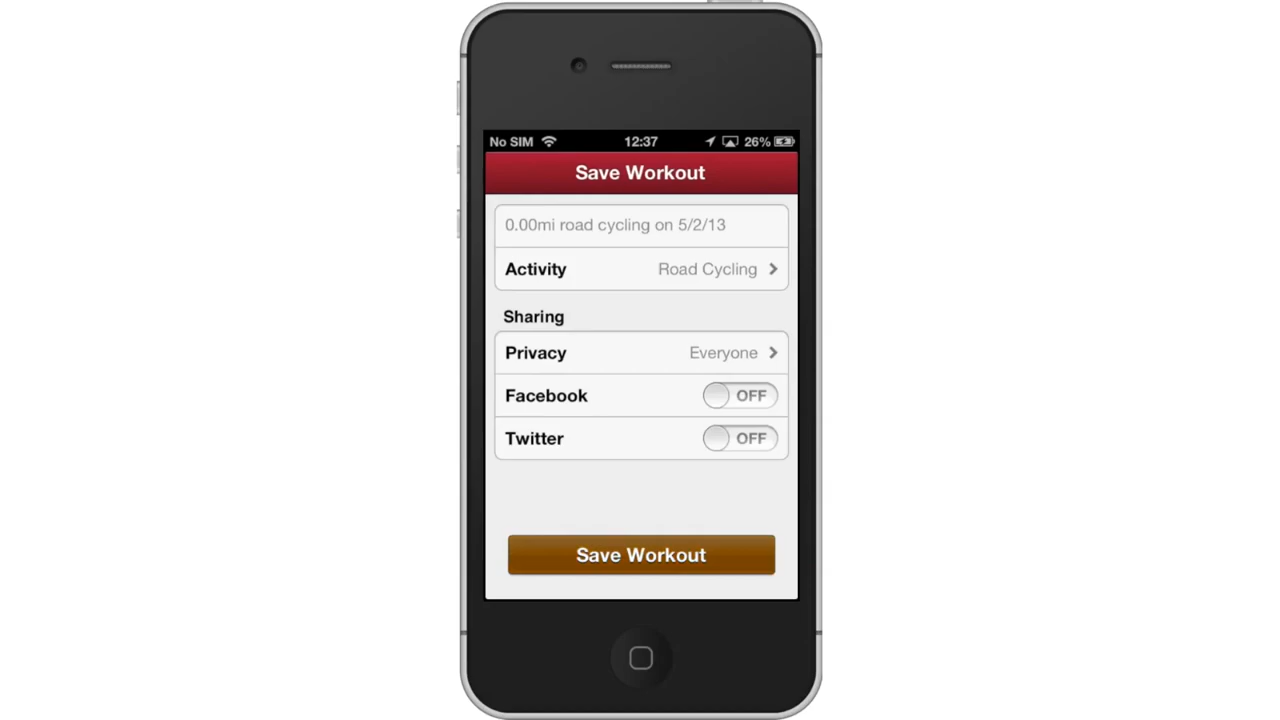 No SIM 12:37 26%
Save Workout
0.00mi road cycling on 5/2/13
Activity Road Cycling
Sharing
Privacy Everyone
Facebook OFF
Twitter OFF
Save Workout